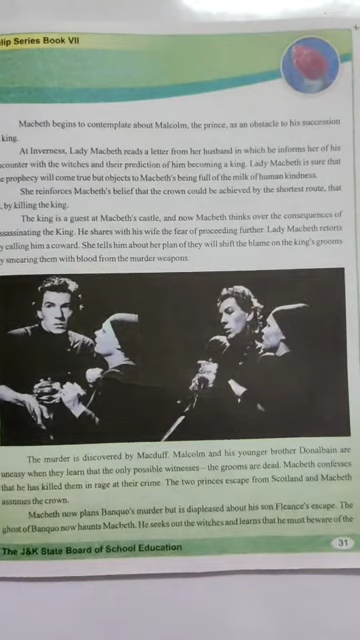 lip Series Book VII
Macbeth begins to contemplate about Malcolm, the prince, as an obstacle to his succession
king.
At Inverness, Lady Macbeth reads a letter from her husband in which he informs her of his
counter with the witches and their prediction of him becoming a king. Lady Macbeth is sure that
e prophecy will come true but objects to Macbeth's being full of the milk of human kindness.
She reinforces Macbeth's belief that the crown could be achieved by the shortest route, that
, by killing the king.
The king is a guest at Macbeth's castle, and now Macbeth thinks over the consequences of
ssassinating the King. He shares with his wife the fear of proceeding further. Lady Macbeth retorts
y calling him a coward. She tells him about her plan of they will shift the blame on the king's grooms
y smearing them with blood from the murder weapons.
The murder is discovered by Macduff. Malcolm and his younger brother Donalbain are
uneasy when they learn that the only possible witnesses – the grooms are dead. Macbeth confesses
that he has killed them in rage at their crime. The two princes escape from Scotland and Macbeth
assumes the crown.
Macbeth now plans Banquo's murder but is displeased about his son Fleance's escape. The
ghost of Banquo now haunts Macbeth. He seeks out the witches and learns that he must beware of the
The J&K State Board of School Education
31